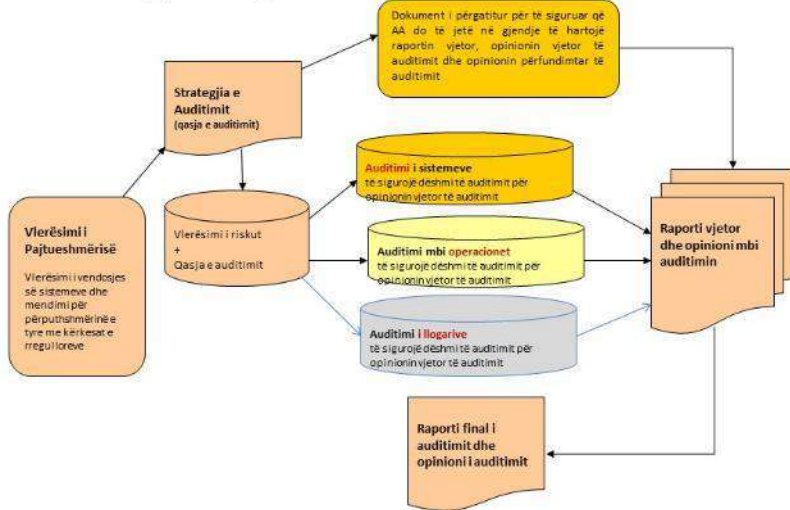 Dokument i përgatitur për të siguruar që
AA do të jetë në gjendje të hartojë
raportin vjetor, opinionin vjetor të
auditimit dhe opinionin përfundimtar të
auditimit
Strategjia e
Auditimit
(qasja e auditimit)
Auditimi i sistemeve
të sigurojë dëshmi të auditimit për
opinionin vjetor të auditimit
Vlerësimi i
Pajtueshmërisë
Vlerësimi i vendosjes
së sistemeve dhe
mendimi për
përputhshmërinë e
tyre me kërkesat e
rregulloreve
Vlerësimi i riskut
+
Qasja e auditimit
Auditimi mbi operacionet
të sigurojë dëshmi të auditimit për
opinionin vjetor të auditimit
Raporti vjetor
dhe opinioni mbi
auditimin
Auditimi i llogarive
të sigurojë dëshmi të auditimit për
opinionin vjetor të auditimit
Raporti final i
auditimit dhe
opinioni i auditimit